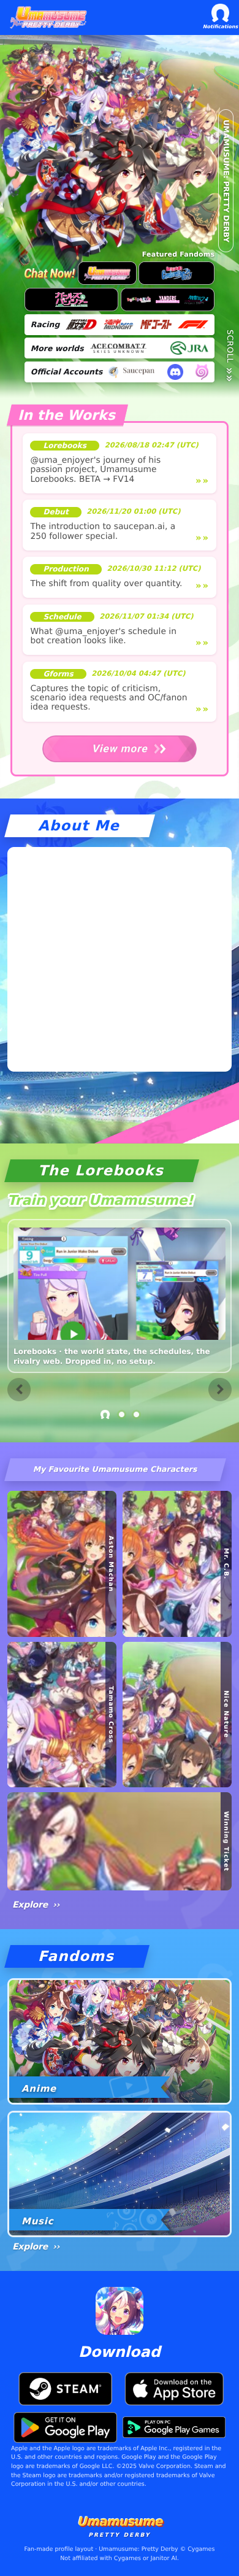 Umamusume
PRETTY DERBY
Notifications
UMAMUSUME: PRETTY DERBY
Featured Fandoms
Chat Now!
Umamusume
PRETTY DERBY
SCROLL
Racing
F1
More worlds
ACE COMBAT 7
SKIES UNKNOWN
JRA
Official Accounts
Saucepan
In the Works
Lorebooks
2026/08/18 02:47 (UTC)
@uma_enjoyer's journey of his
passion project, Umamusume
Lorebooks. BETA → FV14
Debut
2026/11/20 01:00 (UTC)
The introduction to saucepan.ai, a
250 follower special.
Production
2026/10/30 11:12 (UTC)
The shift from quality over quantity.
Schedule
2026/11/07 01:34 (UTC)
What @uma_enjoyer's schedule in
bot creation looks like.
Gforms
2026/10/04 04:47 (UTC)
Captures the topic of criticism,
scenario idea requests and OC/fanon
idea requests.
View more
About Me
The Lorebooks
Train your Umamusume!
Lorebooks - the world state, the schedules, the
rivalry web. Dropped in, no setup.
My Favourite Umamusume Characters
Aston Machan
Mr. C.B.
Tamamo Cross
Nice Nature
Winning Ticket
Explore ››
Fandoms
Anime
Music
Explore ››
Download
STEAM
Download on the
App Store
GET IT ON
Google Play
PLAY ON PC
Google Play Games
Apple and the Apple logo are trademarks of Apple Inc., registered in the
U.S. and other countries and regions. Google Play and the Google Play
logo are trademarks of Google LLC. ©2025 Valve Corporation. Steam and
the Steam logo are trademarks and/or registered trademarks of Valve
Corporation in the U.S. and/or other countries.
Umamusume
PRETTY DERBY
Fan-made profile layout · Umamusume: Pretty Derby © Cygames
Not affiliated with Cygames or Janitor AI.